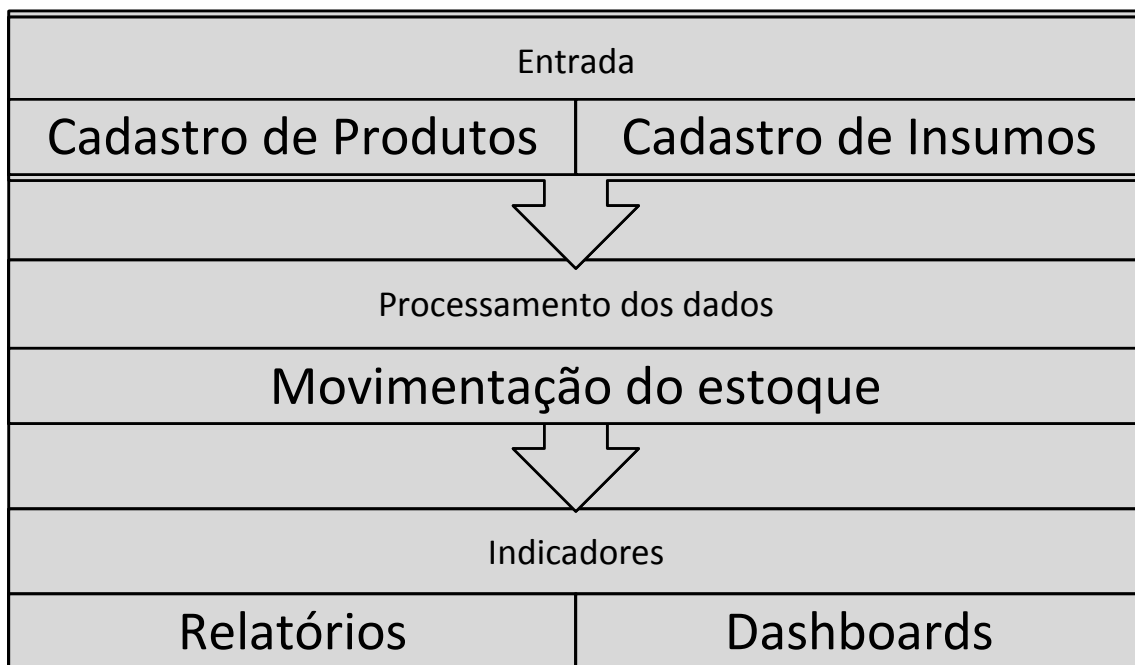 Entrada
Cadastro de Produtos
Cadastro de Insumos
Processamento dos dados
Movimentação do estoque
Indicadores
Relatórios
Dashboards